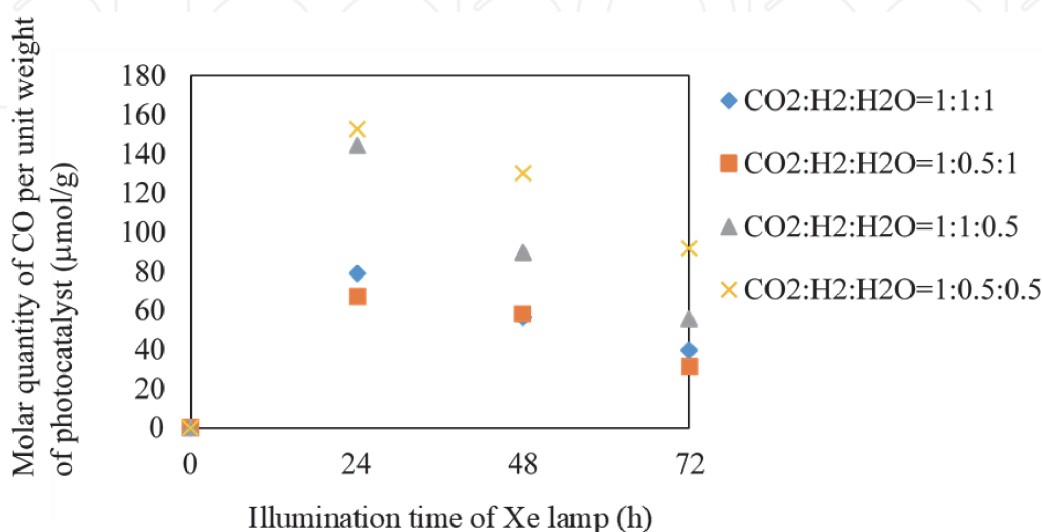 Molar quantity of CO per unit weight
of photocatalyst (μmol/g)
180
160
140
120
100
80
60
40
20
0
0 24 48 72
Illumination time of Xe lamp (h)
CO2:H2:H2O=1:1:1
CO2:H2:H2O=1:0.5:1
CO2:H2:H2O=1:1:0.5
CO2:H2:H2O=1:0.5:0.5